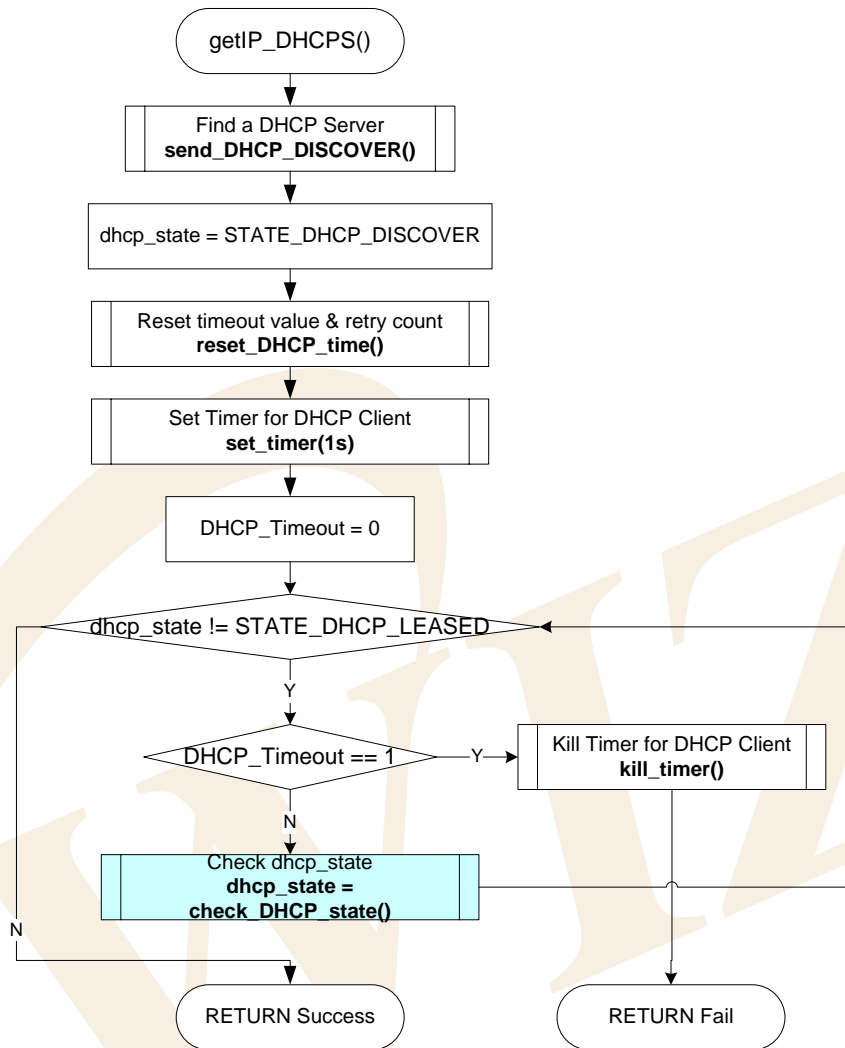 getIP_DHCPS()
Find a DHCP Server
send_DHCP_DISCOVER()
dhcp_state = STATE_DHCP_DISCOVER
Reset timeout value & retry count
reset_DHCP_time()
Set Timer for DHCP Client
set_timer(1s)
DHCP_Timeout = 0
dhcp_state != STATE_DHCP_LEASED
Y
DHCP_Timeout == 1
Y
Kill Timer for DHCP Client
kill_timer()
N
Check dhcp_state
dhcp_state =
check_DHCP_state()
N
RETURN Success
RETURN Fail
WIZ